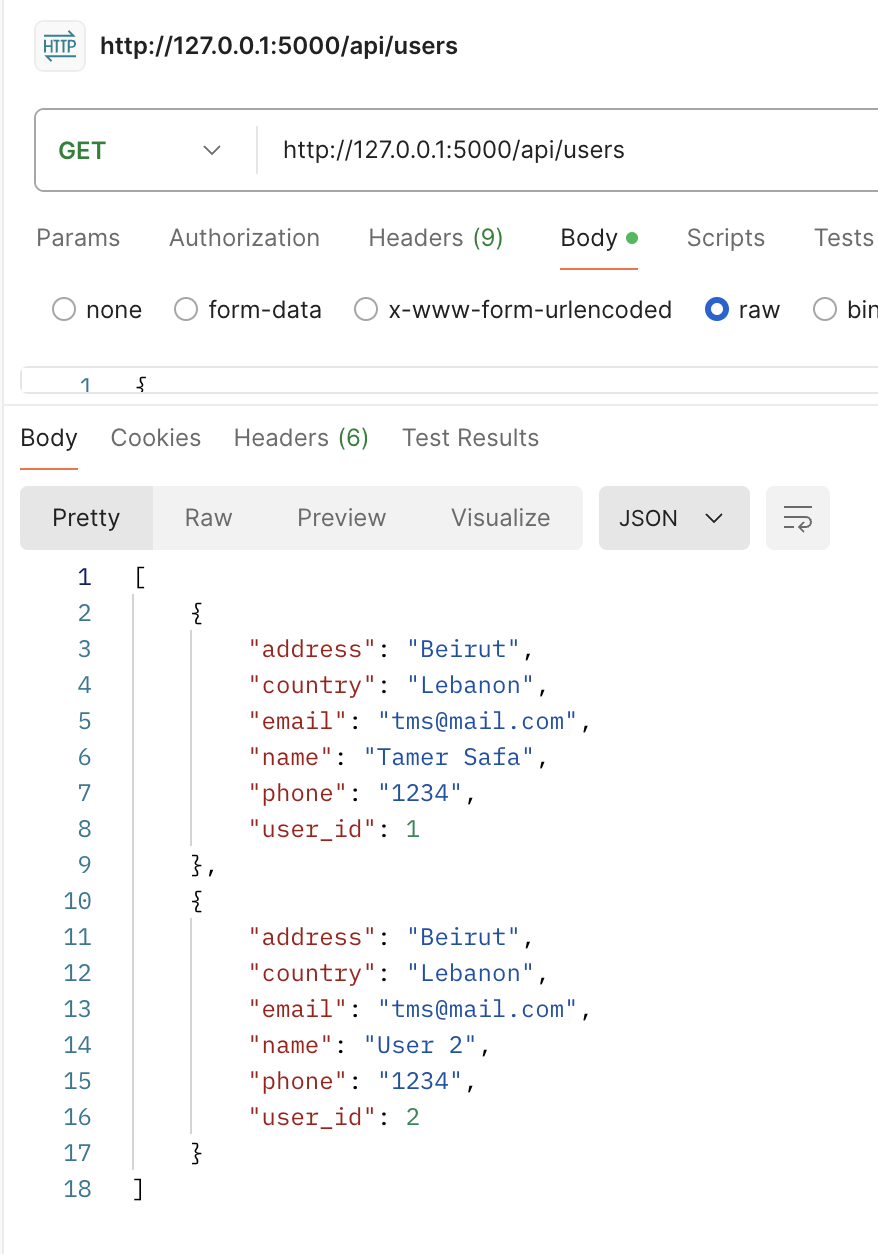 HTTP http://127.0.0.1:5000/api/users
GET http://127.0.0.1:5000/api/users
Params Authorization Headers (9) Body Scripts Tests
none form-data x-www-form-urlencoded raw bin
1 {
Body Cookies Headers (6) Test Results
Pretty Raw Preview Visualize JSON
1 [
2 {
3 "address": "Beirut",
4 "country": "Lebanon",
5 "email": "tms@mail.com",
6 "name": "Tamer Safa",
7 "phone": "1234",
8 "user_id": 1
9 },
10 {
11 "address": "Beirut",
12 "country": "Lebanon",
13 "email": "tms@mail.com",
14 "name": "User 2",
15 "phone": "1234",
16 "user_id": 2
17 }
18 ]